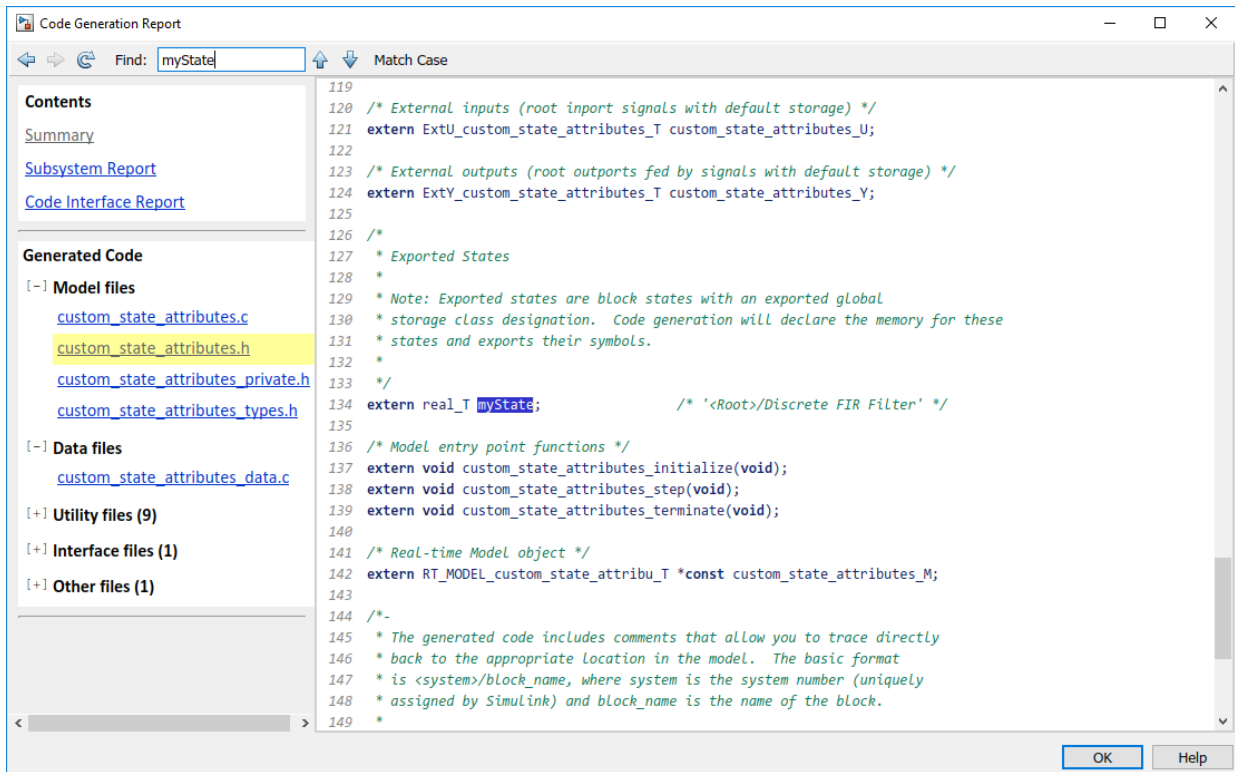 Code Generation Report
Find: myState Match Case
Contents
Summary
Subsystem Report
Code Interface Report
Generated Code
[-] Model files
custom_state_attributes.c
custom_state_attributes.h
custom_state_attributes_private.h
custom_state_attributes_types.h
[-] Data files
custom_state_attributes_data.c
[+] Utility files (9)
[+] Interface files (1)
[+] Other files (1)
119
120 /* External inputs (root inport signals with default storage) */
121 extern ExtU_custom_state_attributes_T custom_state_attributes_U;
122
123 /* External outputs (root outports fed by signals with default storage) */
124 extern ExtY_custom_state_attributes_T custom_state_attributes_Y;
125
126 /*
127 * Exported States
128 *
129 * Note: Exported states are block states with an exported global
130 * storage class designation.  Code generation will declare the memory for these
131 * states and exports their symbols.
132 *
133 */
134 extern real_T myState; /* '<Root>/Discrete FIR Filter' */
135
136 /* Model entry point functions */
137 extern void custom_state_attributes_initialize(void);
138 extern void custom_state_attributes_step(void);
139 extern void custom_state_attributes_terminate(void);
140
141 /* Real-time Model object */
142 extern RT_MODEL_custom_state_attribu_T *const custom_state_attributes_M;
143
144 /*-
145 * The generated code includes comments that allow you to trace directly
146 * back to the appropriate location in the model.  The basic format
147 * is <system>/block_name, where system is the system number (uniquely
148 * assigned by Simulink) and block_name is the name of the block.
149 *
OK Help